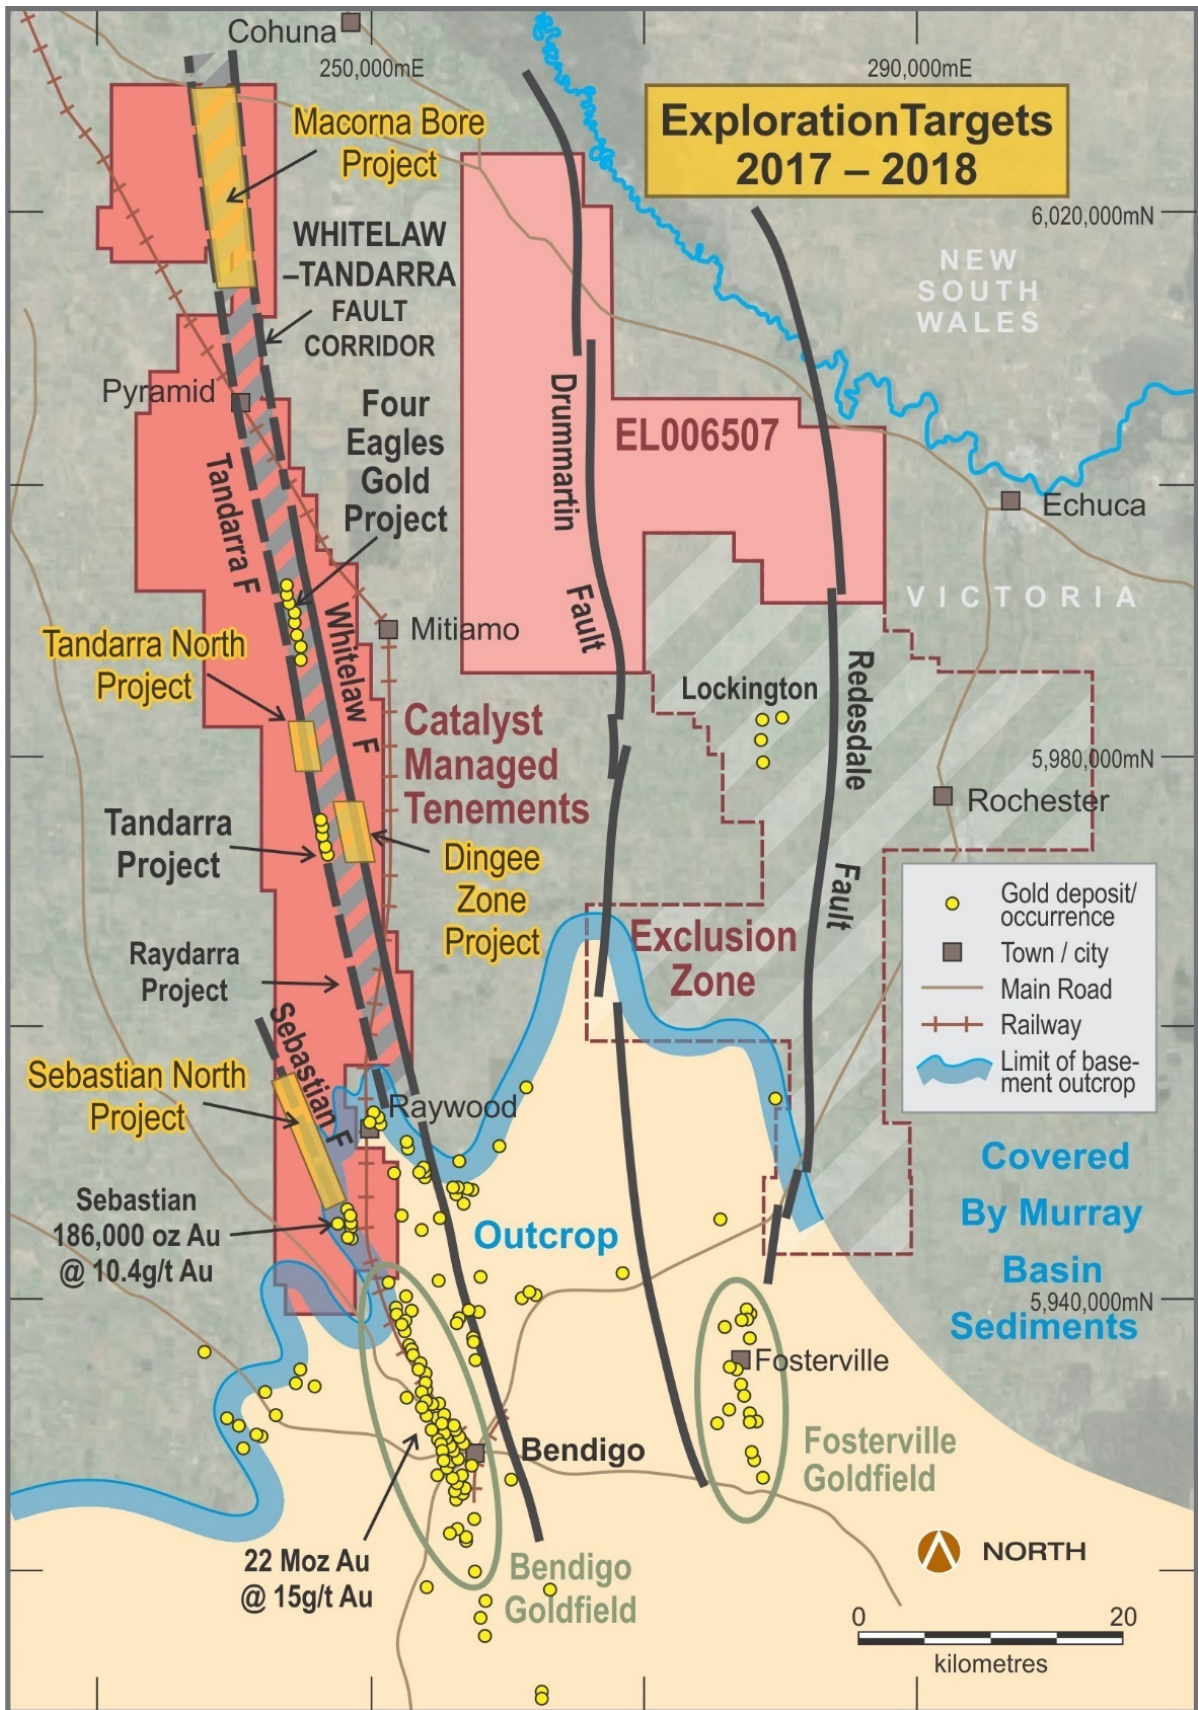 Cohuna
250,000mE
290,000mE
ExplorationTargets
2017 – 2018
Macorna Bore
Project
6,020,000mN
WHITELAW
–TANDARRA
FAULT
CORRIDOR
NEW
SOUTH
WALES
Pyramid
Four
Eagles
Gold
Project
Drummartin
Fault
EL006507
Echuca
Tandarra F
Whitelaw F
VICTORIA
Mitiamo
Tandarra North
Project
Lockington
Redesdale
Fault
Catalyst
Managed
Tenements
5,980,000mN
Rochester
Tandarra
Project
Dingee
Zone
Project
Gold deposit/
occurrence
Town / city
Main Road
Railway
Limit of base-
ment outcrop
Exclusion
Zone
Raydarra
Project
Sebastian F
Sebastian North
Project
Raywood
Sebastian
186,000 oz Au
@ 10.4g/t Au
Outcrop
Covered
By Murray
Basin
Sediments
5,940,000mN
Fosterville
Bendigo
Fosterville
Goldfield
22 Moz Au
@ 15g/t Au
Bendigo
Goldfield
NORTH
0 20
kilometres